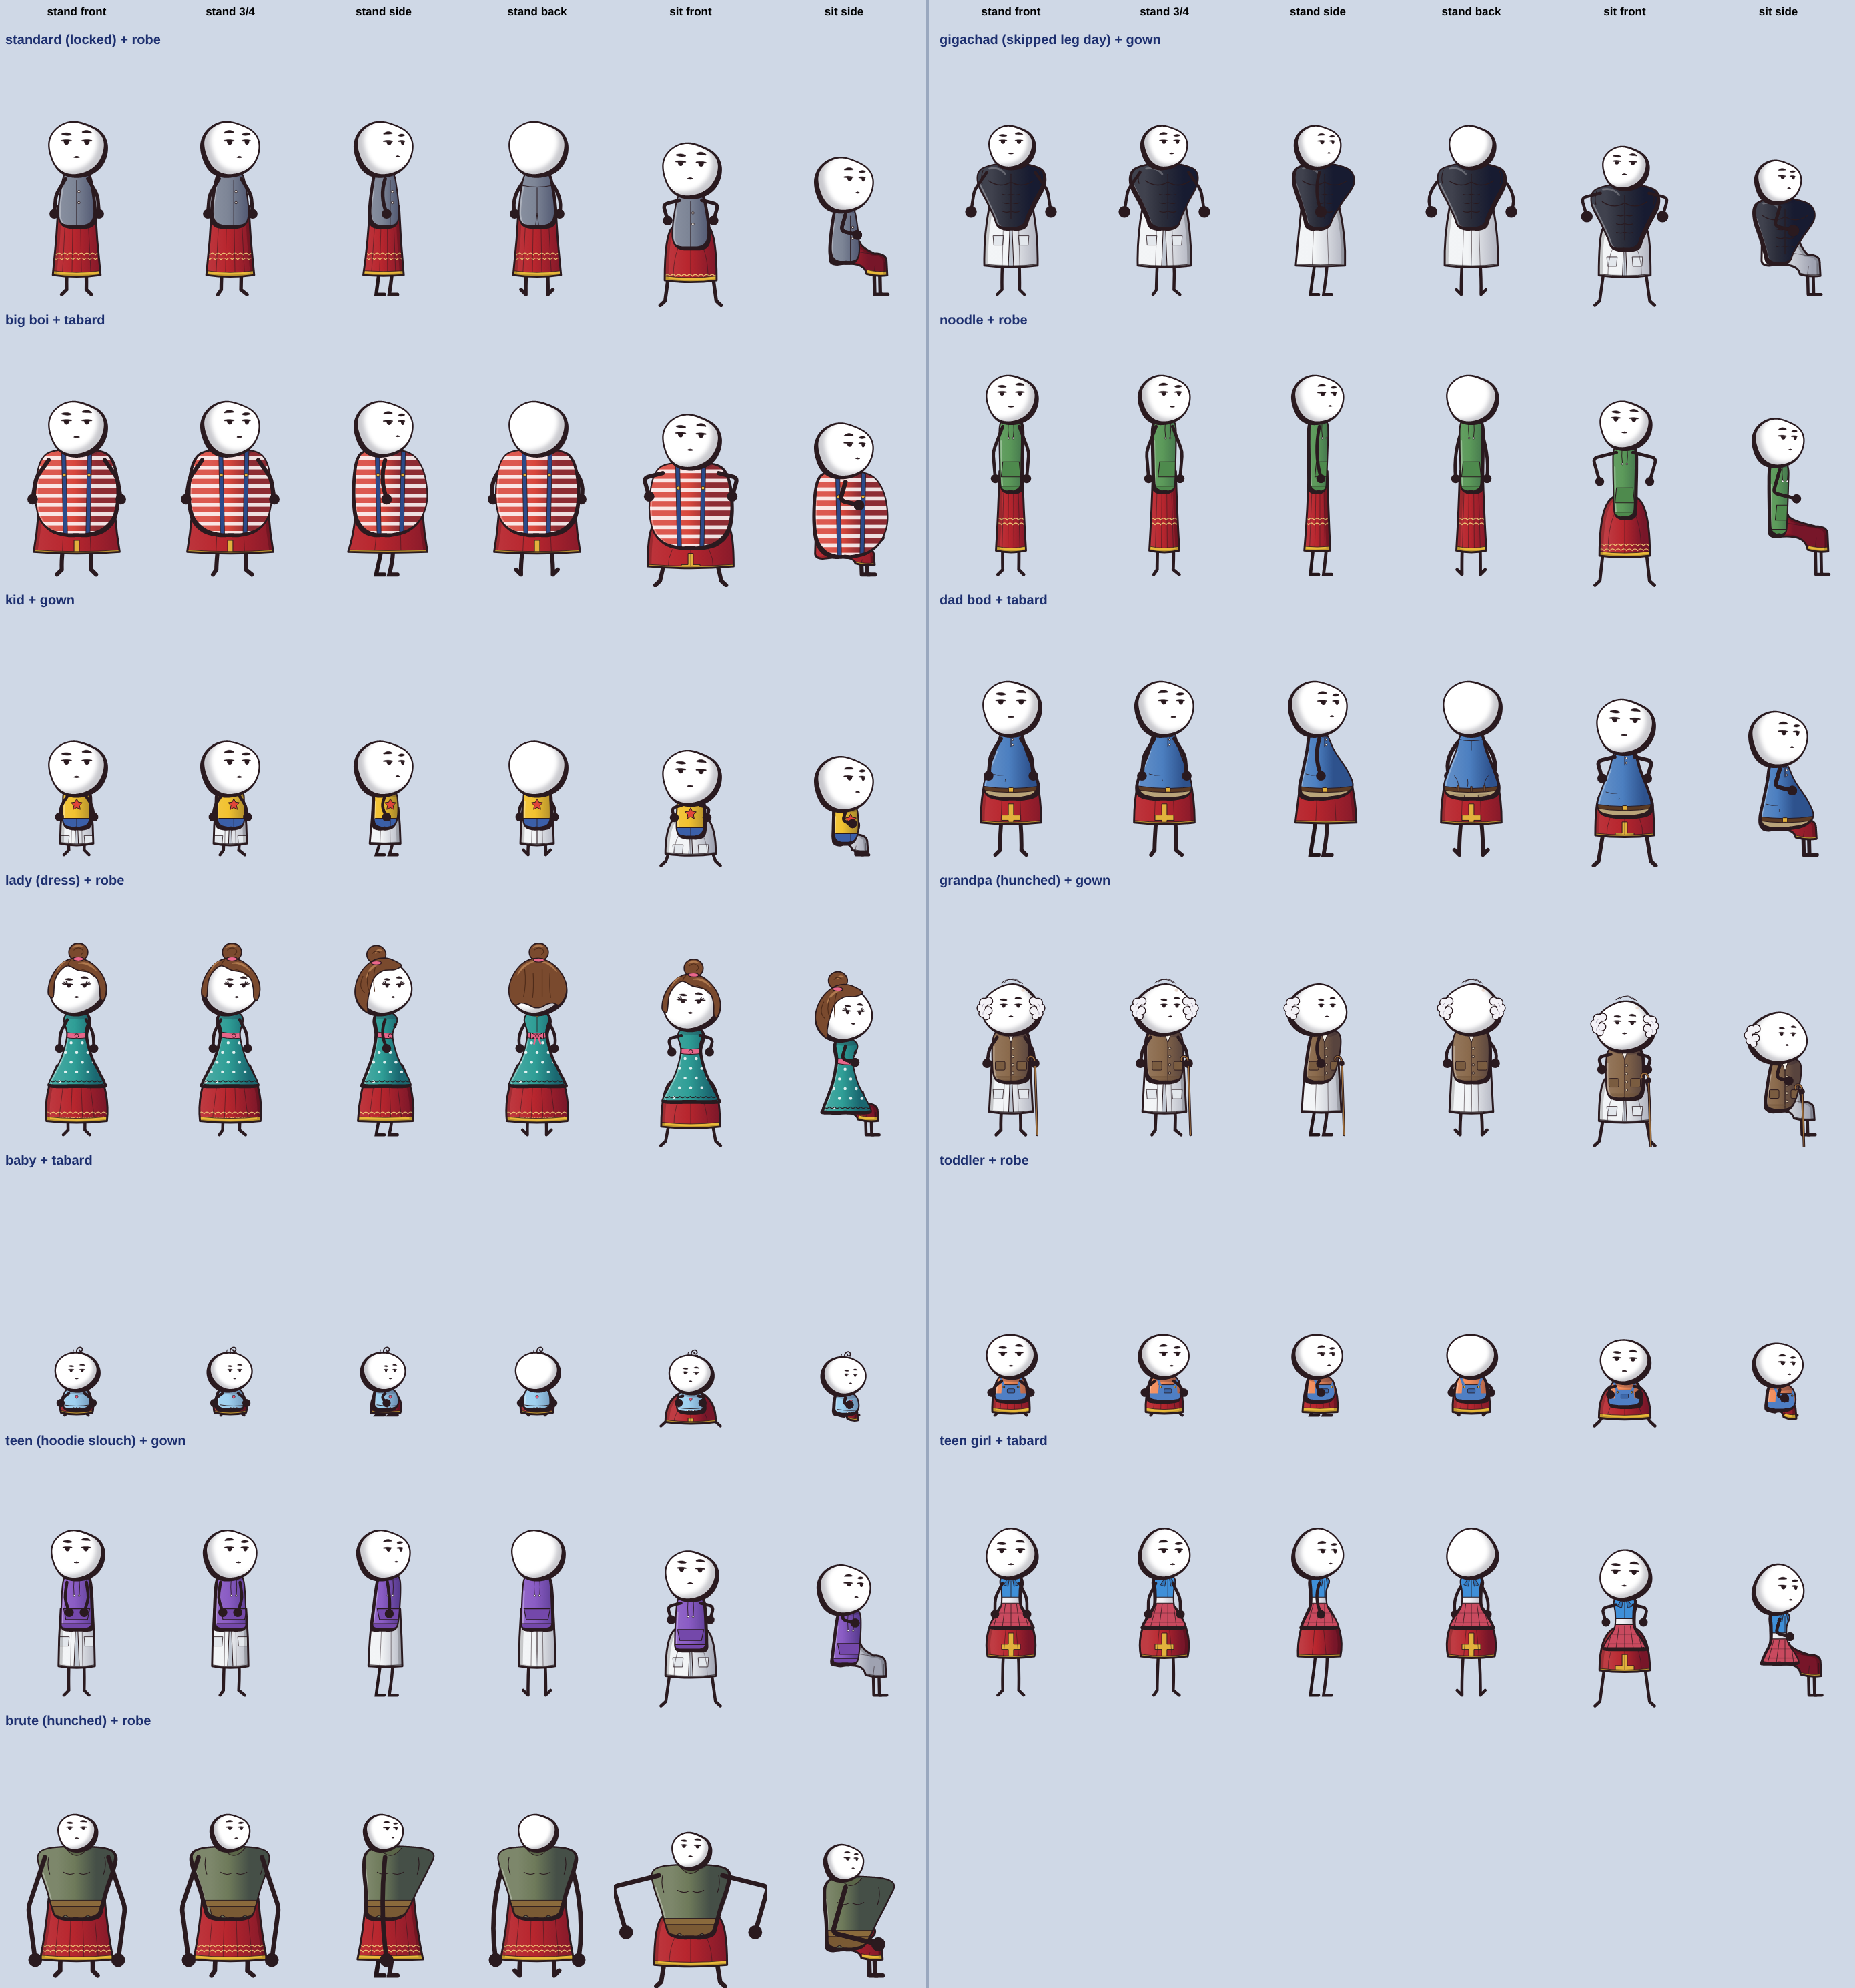 stand front stand 3/4 stand side stand back sit front sit side
standard (locked) + robe
big boi + tabard
kid + gown
lady (dress) + robe
baby + tabard
teen (hoodie slouch) + gown
brute (hunched) + robe
stand front stand 3/4 stand side stand back sit front sit side
gigachad (skipped leg day) + gown
noodle + robe
dad bod + tabard
grandpa (hunched) + gown
toddler + robe
teen girl + tabard